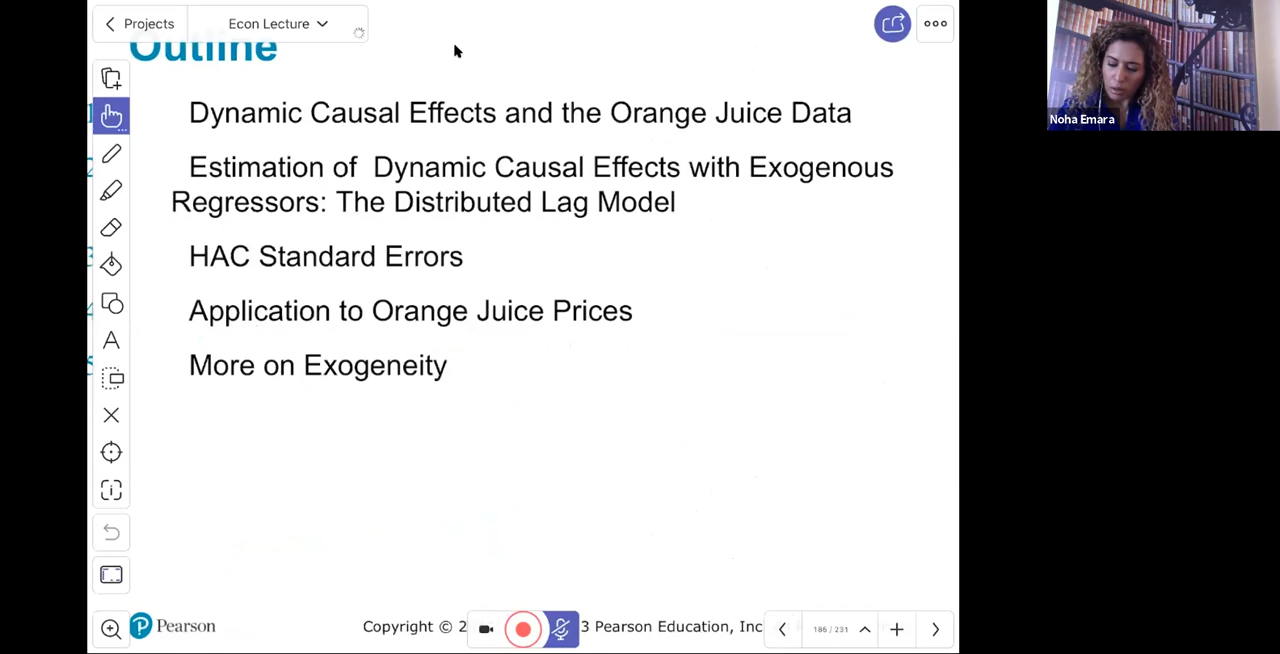 Projects
Econ Lecture
Outline
Noha Emara
Dynamic Causal Effects and the Orange Juice Data
Estimation of Dynamic Causal Effects with Exogenous
Regressors: The Distributed Lag Model
HAC Standard Errors
Application to Orange Juice Prices
More on Exogeneity
A
Pearson
Copyright © 2
3 Pearson Education, Inc
186 / 231